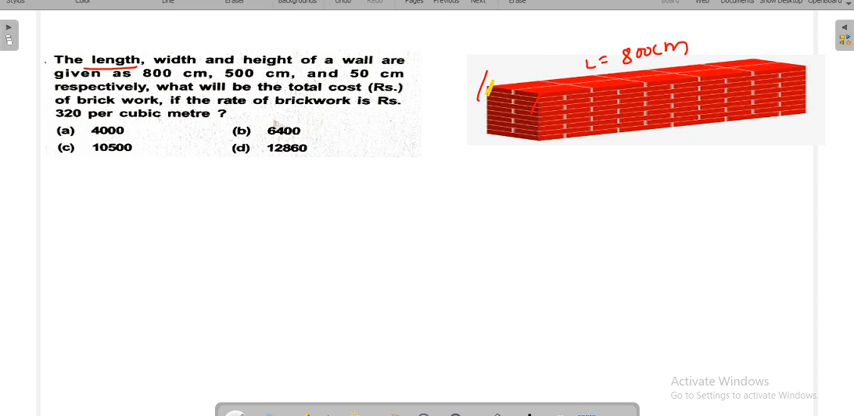 Stylus Color Line Eraser Backgrounds Undo Redo Pages Previous Next Erase Board Web Documents Show Desktop OpenBoard
L = 800cm
. The length, width and height of a wall are
given as 800 cm, 500 cm, and 50 cm
respectively, what will be the total cost (Rs.)
of brick work, if the rate of brickwork is Rs.
320 per cubic metre ?
(a) 4000 (b) 6400
(c) 10500 (d) 12860
Activate Windows
Go to Settings to activate Windows.